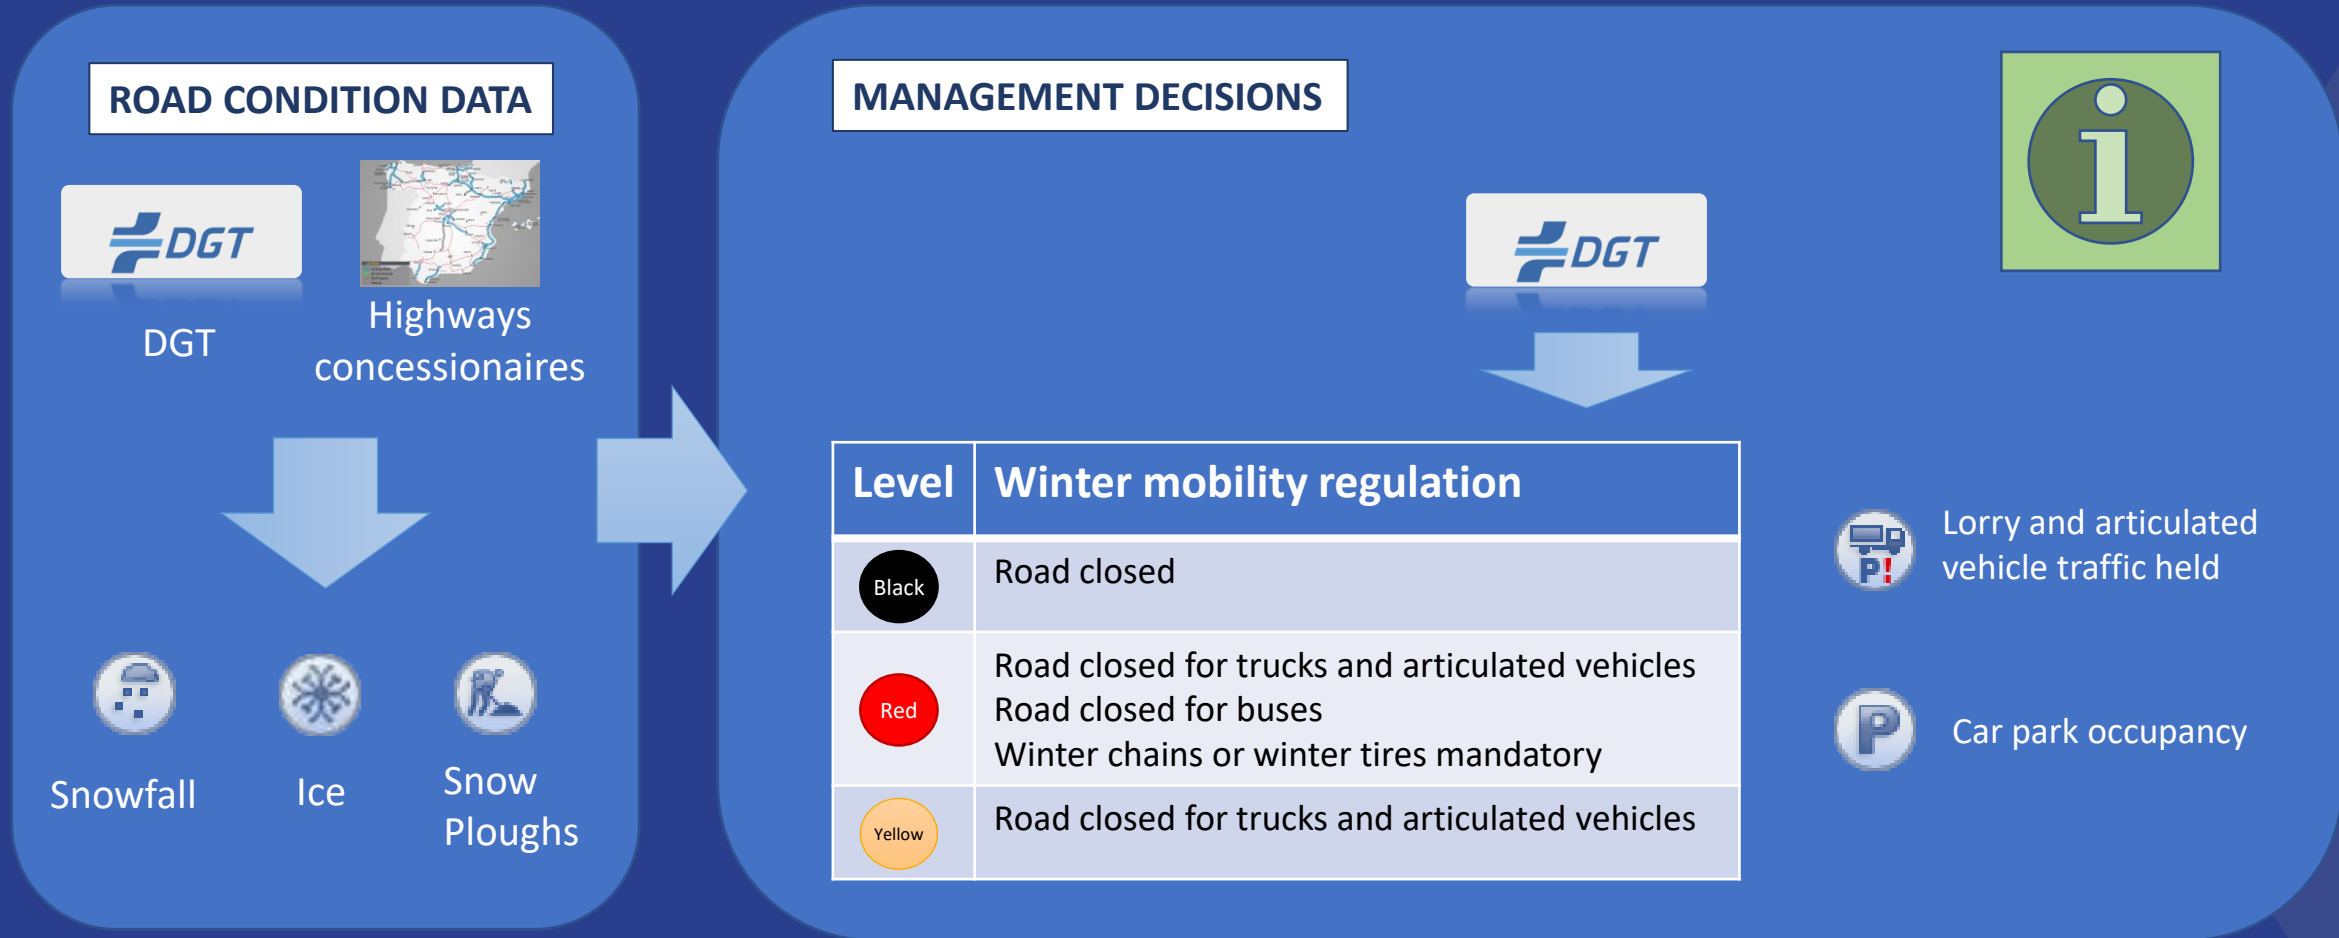 ROAD CONDITION DATA
DGT
DGT
Highways
concessionaires
Snowfall
Ice
Snow
Ploughs
MANAGEMENT DECISIONS
i
DGT
Level
Winter mobility regulation
Black
Road closed
Red
Road closed for trucks and articulated vehicles
Road closed for buses
Winter chains or winter tires mandatory
Yellow
Road closed for trucks and articulated vehicles
P!
Lorry and articulated
vehicle traffic held
P
Car park occupancy